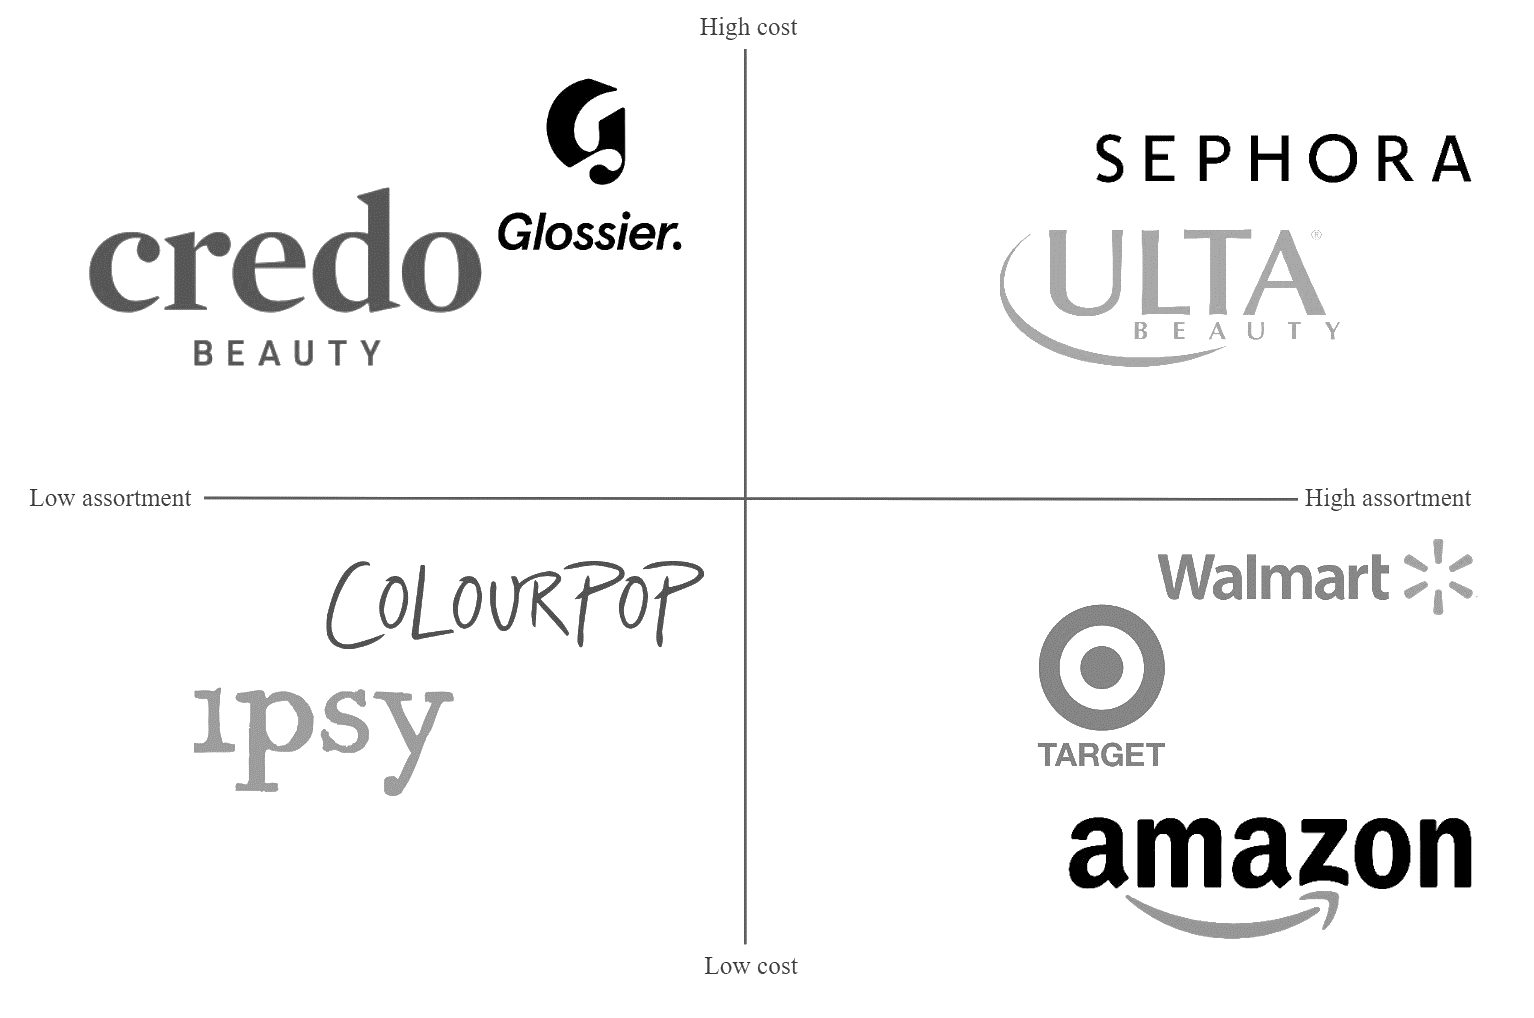 High cost
Glossier.
credo
BEAUTY
SEPHORA
ULTA®
BEAUTY
Low assortment
High assortment
COLOURPOP
ipsy
Walmart
TARGET
amazon
Low cost